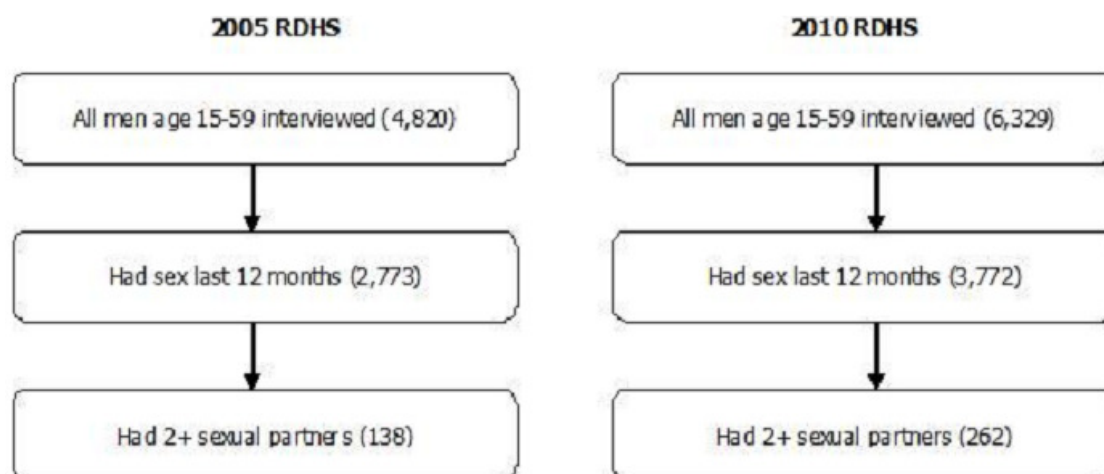 2005 RDHS
All men age 15-59 interviewed (4,820)
Had sex last 12 months (2,773)
Had 2+ sexual partners (138)
2010 RDHS
All men age 15-59 interviewed (6,329)
Had sex last 12 months (3,772)
Had 2+ sexual partners (262)